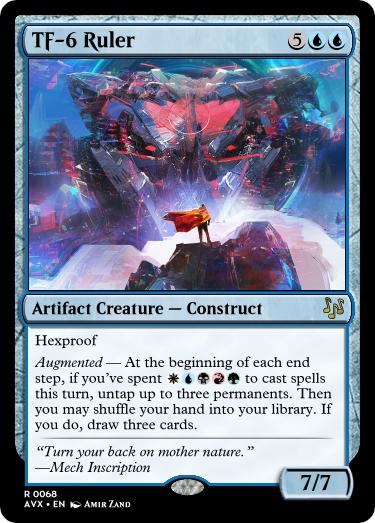 TF-6 Ruler 5
Artifact Creature — Construct
Hexproof
Augmented — At the beginning of each end
step, if you've spent to cast spells
this turn, untap up to three permanents. Then
you may shuffle your hand into your library. If
you do, draw three cards.
“Turn your back on mother nature.”
—Mech Inscription
7/7
R 0068
AVX • EN Amir Zand